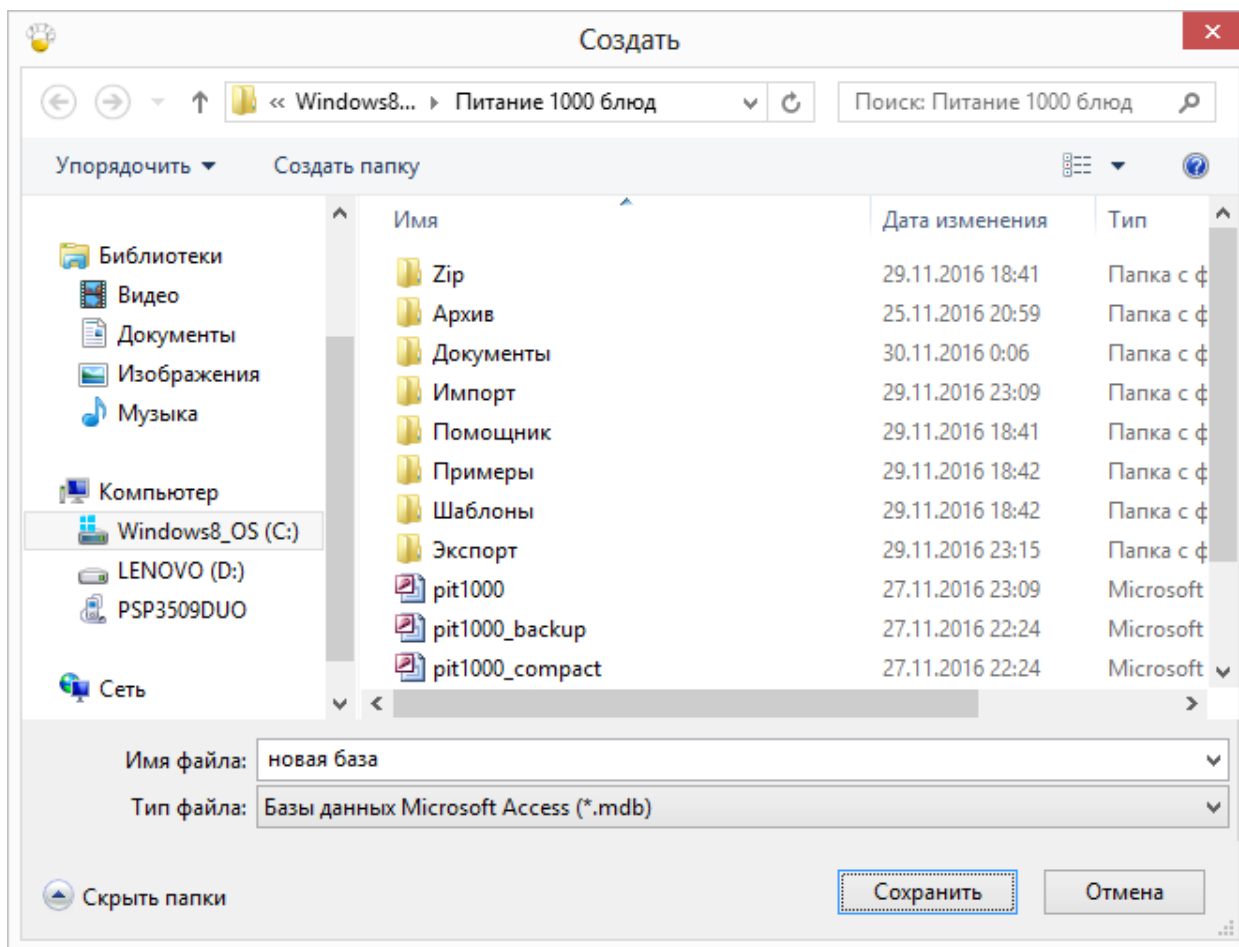 Создать
« Windows8... Питание 1000 блюд
Поиск: Питание 1000 блюд
Упорядочить
Создать папку
Библиотеки
Видео
Документы
Изображения
Музыка
Компьютер
Windows8_OS (C:)
LENOVO (D:)
PSP3509DUO
Сеть
Имя Дата изменения Тип
Zip 29.11.2016 18:41 Папка с ф
Архив 25.11.2016 20:59 Папка с ф
Документы 30.11.2016 0:06 Папка с ф
Импорт 29.11.2016 23:09 Папка с ф
Помощник 29.11.2016 18:41 Папка с ф
Примеры 29.11.2016 18:42 Папка с ф
Шаблоны 29.11.2016 18:42 Папка с ф
Экспорт 29.11.2016 23:15 Папка с ф
pit1000 27.11.2016 23:09 Microsoft
pit1000_backup 27.11.2016 22:24 Microsoft
pit1000_compact 27.11.2016 22:24 Microsoft
Имя файла: новая база
Тип файла: Базы данных Microsoft Access (*.mdb)
Скрыть папки
Сохранить
Отмена